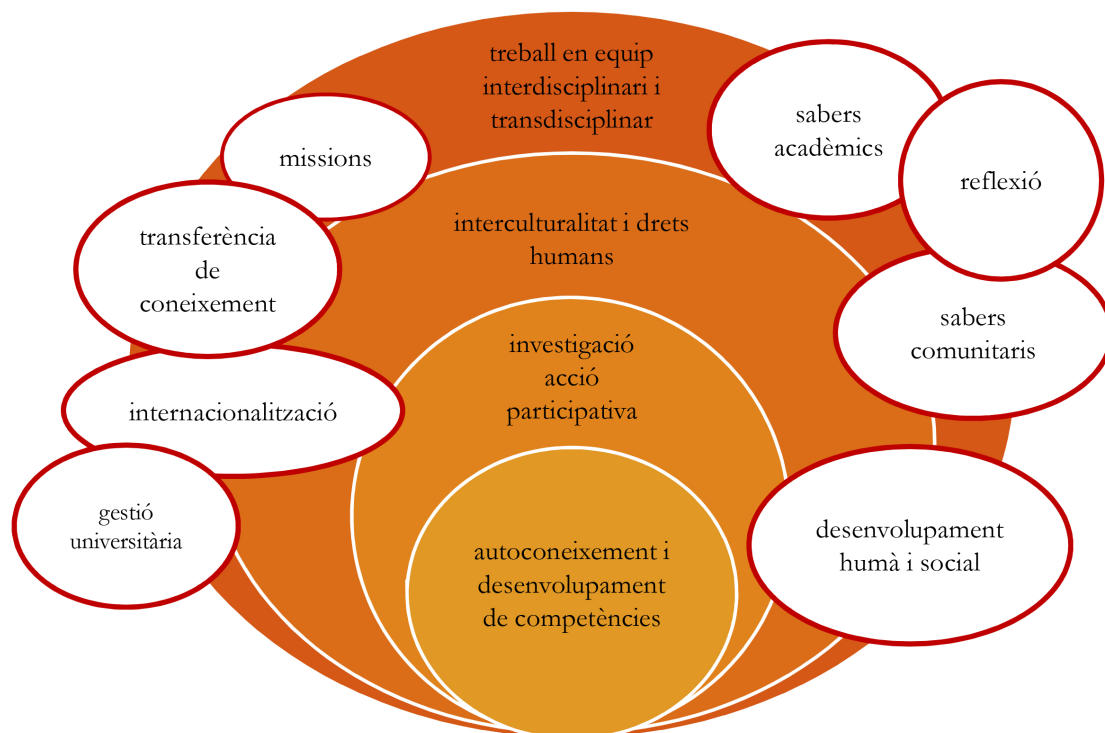 treball en equip
interdisciplinari i
transdisciplinar
missions
sabers
acadèmics
reflexió
transferència
de
coneixement
interculturalitat i drets
humans
sabers
comunitaris
investigació
acció
participativa
internacionalització
gestió
universitària
autoconeixement i
desenvolupament
de competències
desenvolupament
humà i social